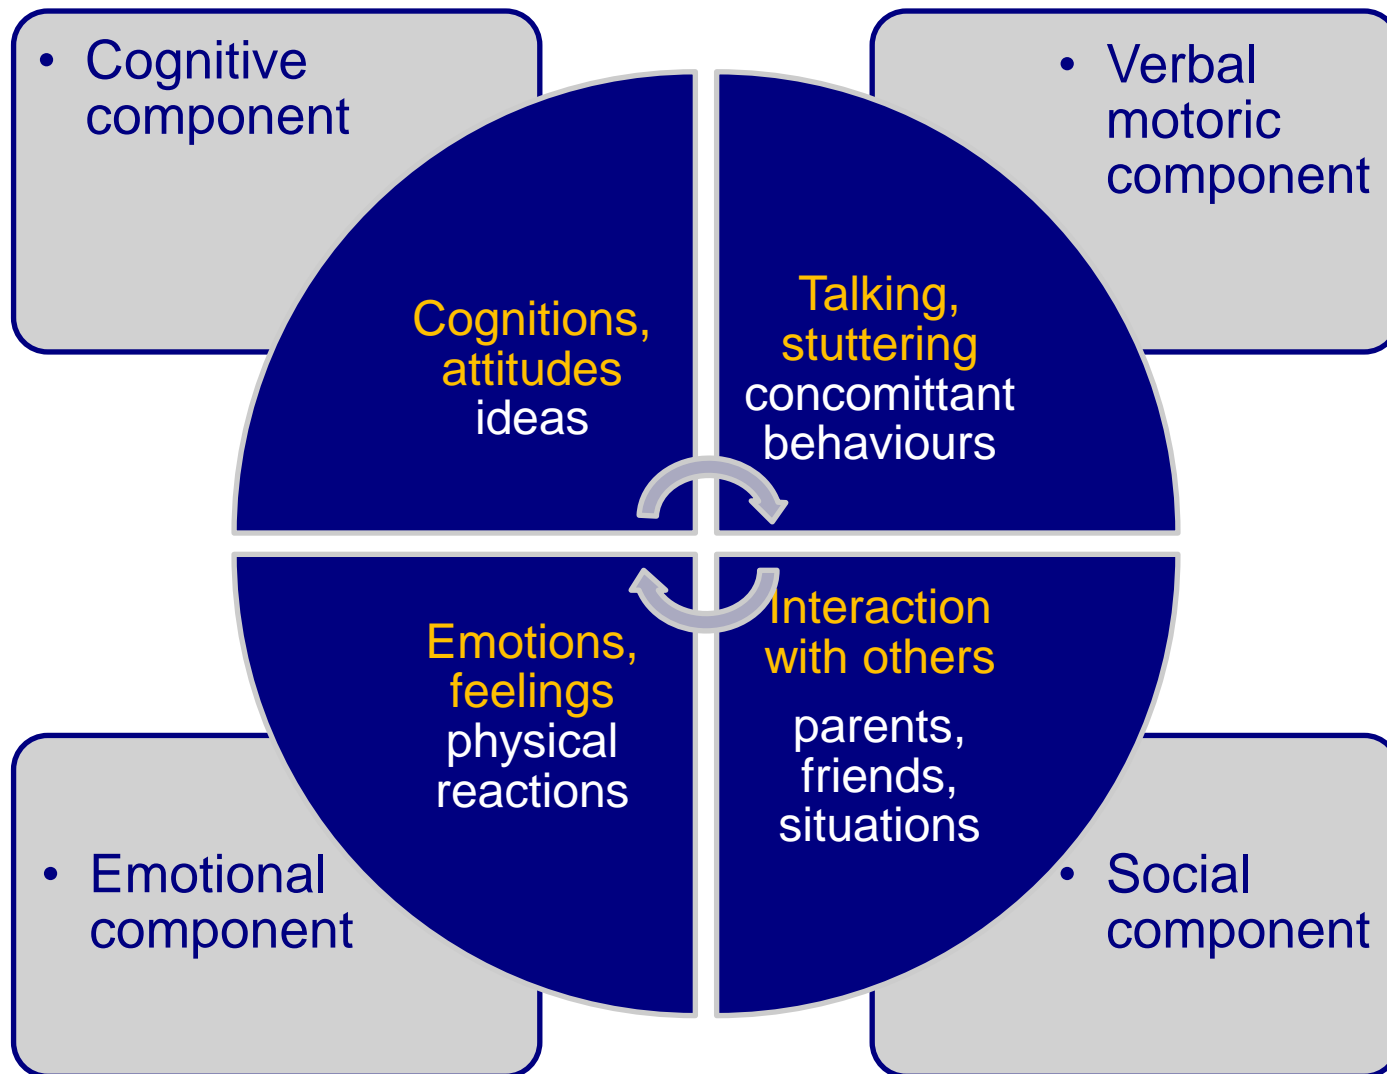 • Cognitive
component
• Verbal
motoric
component
Cognitions,
attitudes
ideas
Talking,
stuttering
concomittant
behaviours
Emotions,
feelings
physical
reactions
Interaction
with others
parents,
friends,
situations
• Emotional
component
• Social
component